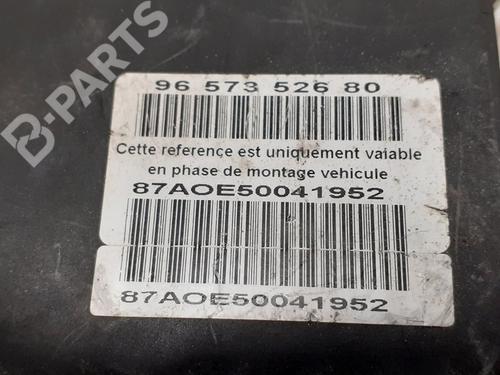 96 573 526 80
Cette reference est uniquement vaiable
en phase de montage vehicule
87AOE50041952
87AOE50041952
B-PARTS